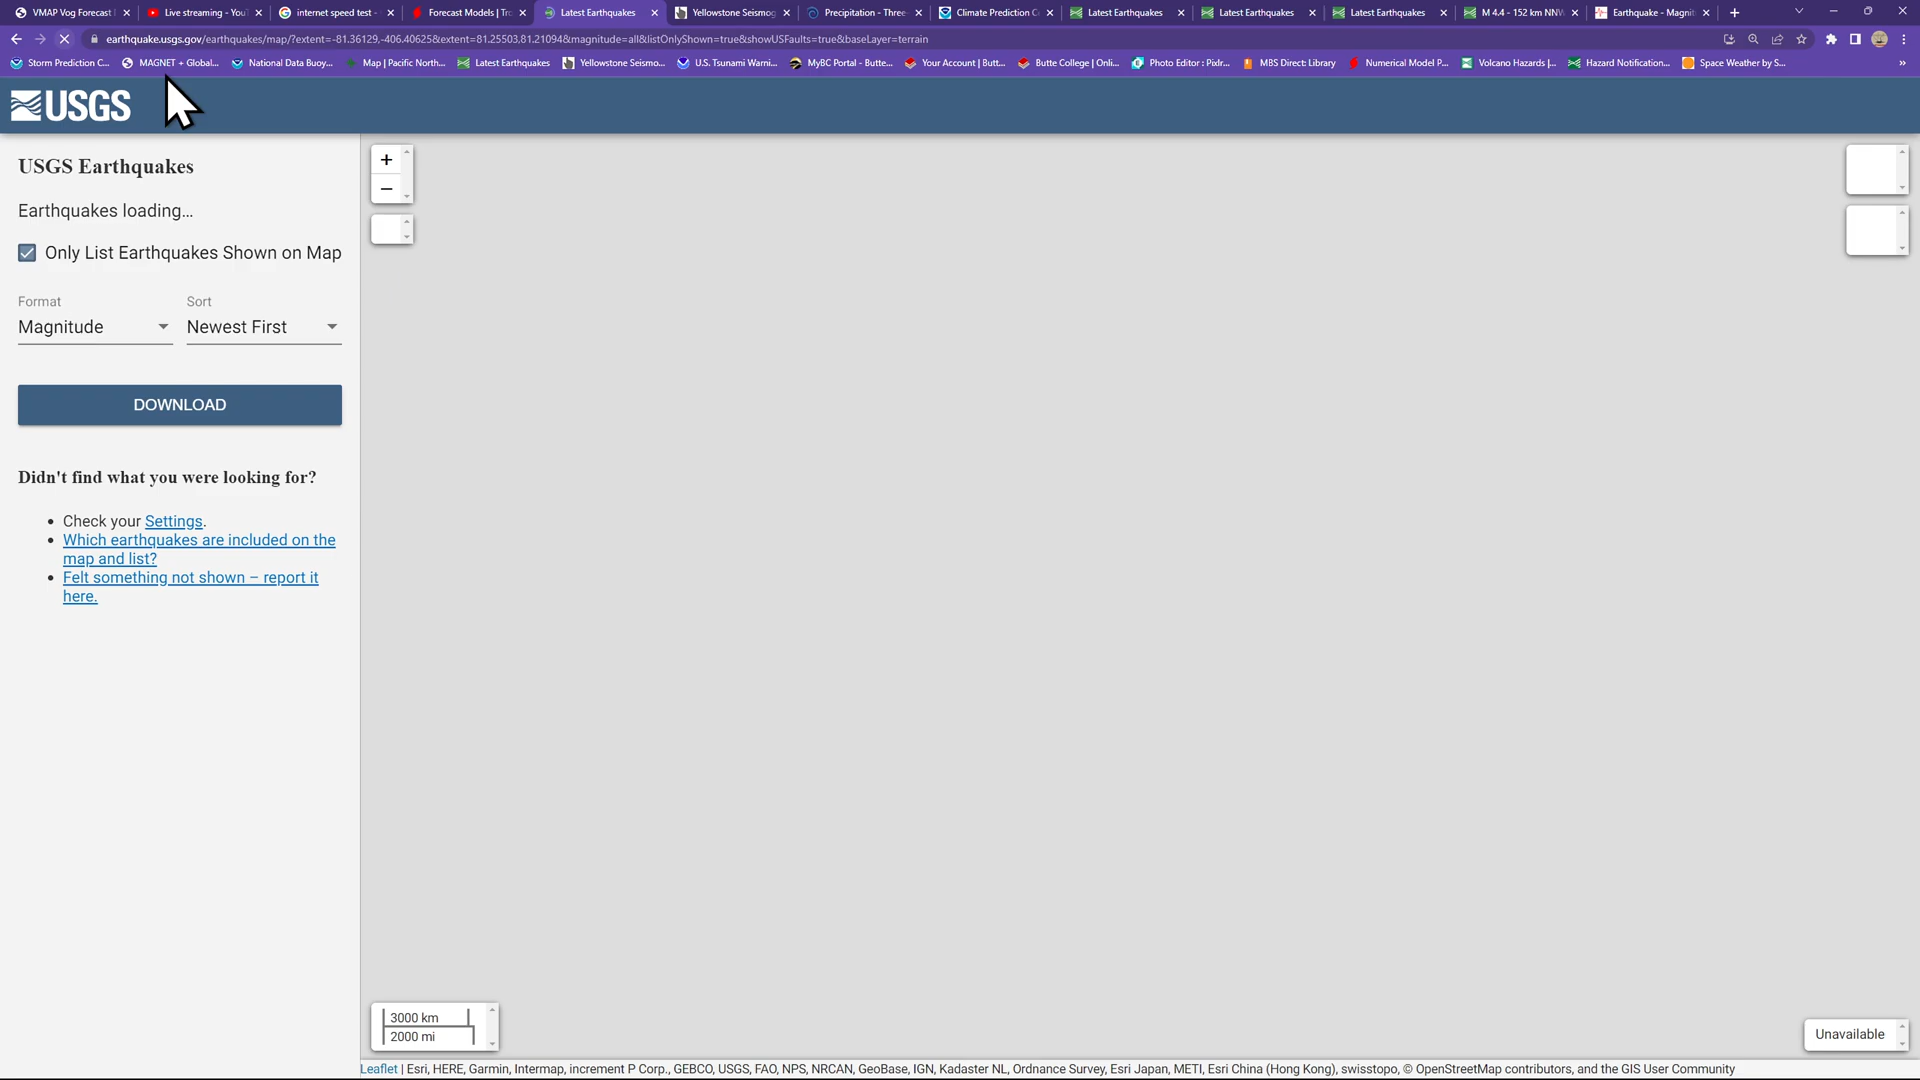 VMAP Vog Forecast
Live streaming - You
internet speed test -
Forecast Models | Tro
Latest Earthquakes
Yellowstone Seismog
Precipitation - Three-
Climate Prediction C
Latest Earthquakes
Latest Earthquakes
Latest Earthquakes
M 4.4 - 152 km NNW
Earthquake - Magnit
earthquake.usgs.gov/earthquakes/map/?extent=-81.36129,-406.40625&extent=81.25503,81.21094&magnitude=all&listOnlyShown=true&showUSFaults=true&baseLayer=terrain
Storm Prediction C...
MAGNET + Global...
National Data Buoy...
Map | Pacific North...
Latest Earthquakes
Yellowstone Seismo...
U.S. Tsunami Warni...
MyBC Portal - Butte...
Your Account | Butt...
Butte College | Onli...
Photo Editor : Pixlr...
MBS Direct Library
Numerical Model P...
Volcano Hazards |...
Hazard Notification...
Space Weather by S...
»
USGS
USGS Earthquakes
Earthquakes loading...
Only List Earthquakes Shown on Map
Format
Sort
Magnitude
Newest First
DOWNLOAD
Didn't find what you were looking for?
• Check your Settings.
• Which earthquakes are included on the
map and list?
• Felt something not shown – report it
here.
+
−
3000 km
2000 mi
Unavailable
Leaflet | Esri, HERE, Garmin, Intermap, increment P Corp., GEBCO, USGS, FAO, NPS, NRCAN, GeoBase, IGN, Kadaster NL, Ordnance Survey, Esri Japan, METI, Esri China (Hong Kong), swisstopo, © OpenStreetMap contributors, and the GIS User Community